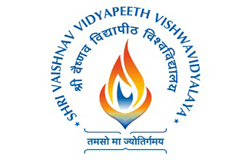 SHRI VAISHNAV VIDYAPEETH VISHWAVIDYALAYA
श्री वैष्णव विद्यापीठ विश्वविद्यालय
तमसो मा ज्योतिर्गमय